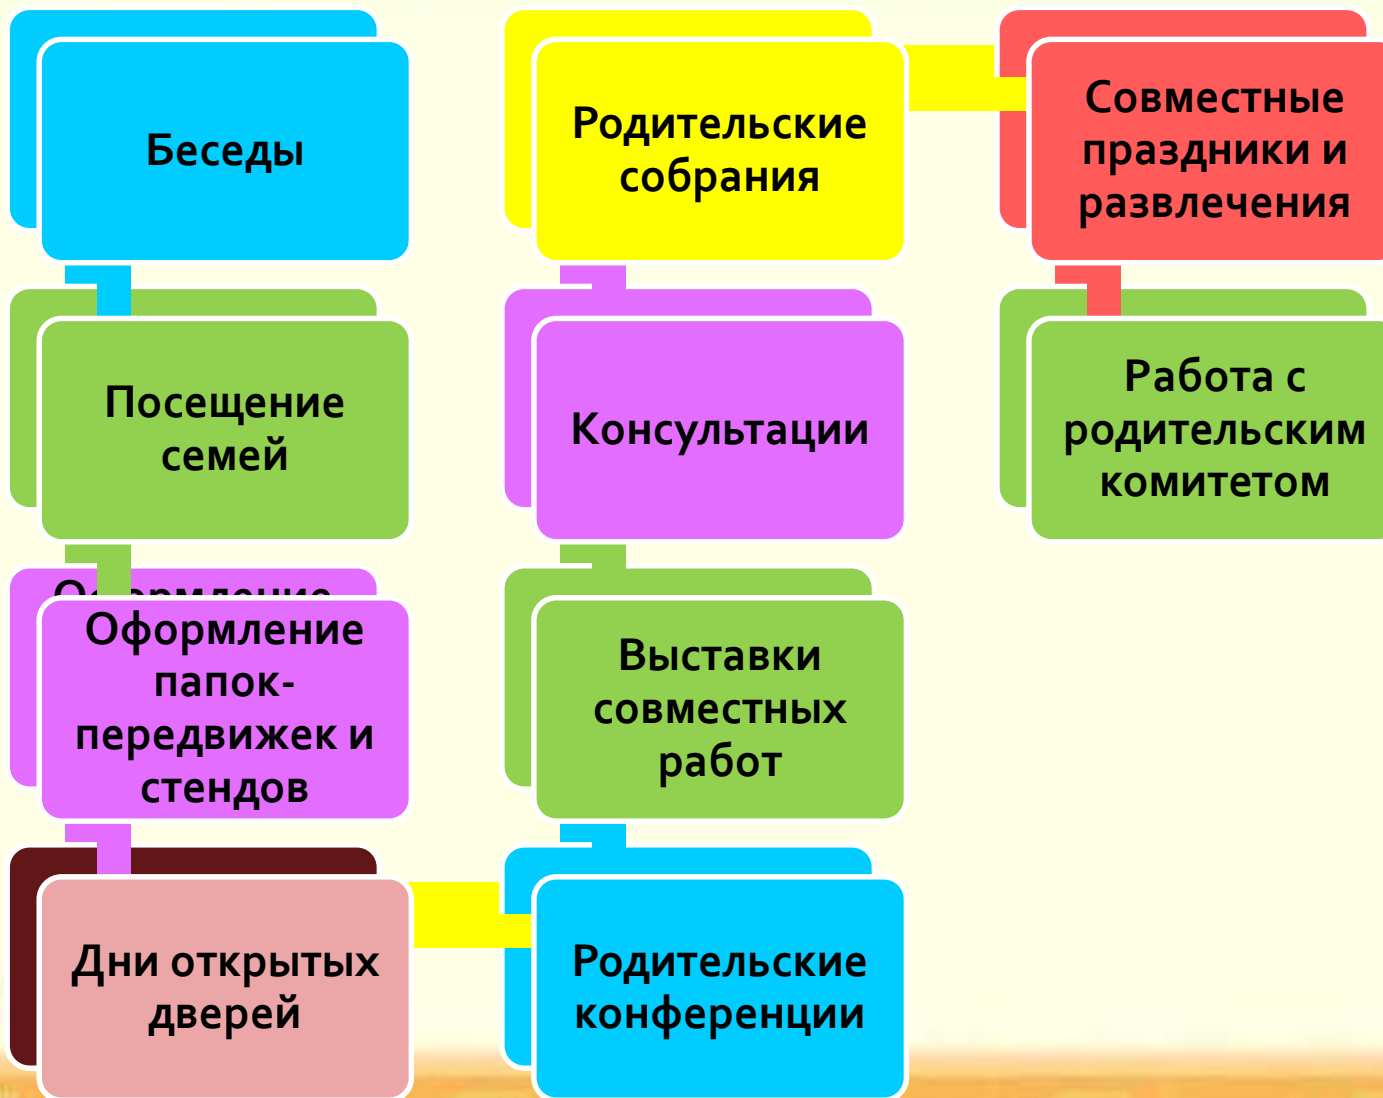 Беседы
Посещение
семей
Оформление
Оформление
папок-
передвижек и
стендов
Дни открытых
дверей
Родительские
конференции
Выставки
совместных
работ
Консультации
Родительские
собрания
Совместные
праздники и
развлечения
Работа с
родительским
комитетом